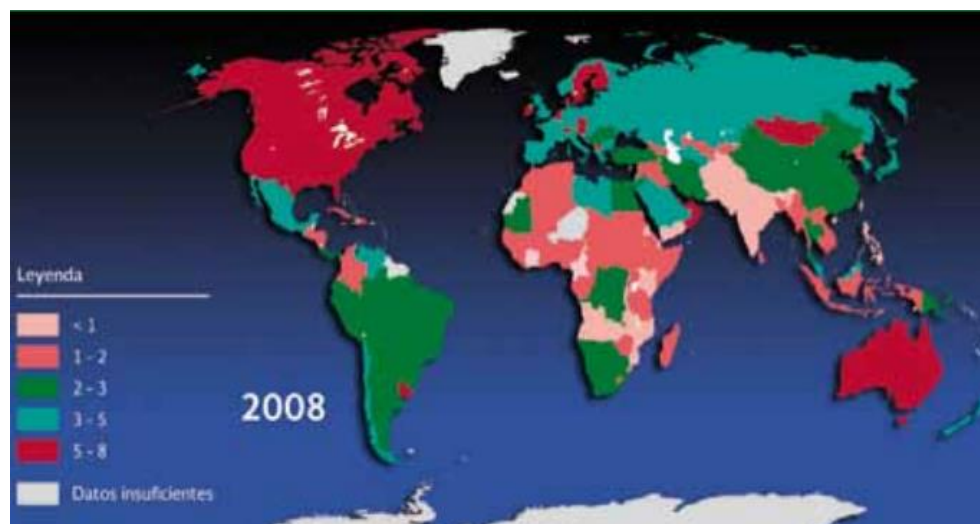 Leyenda
< 1
1 - 2
2 - 3
3 - 5
5 - 8
Datos insuficientes
2008